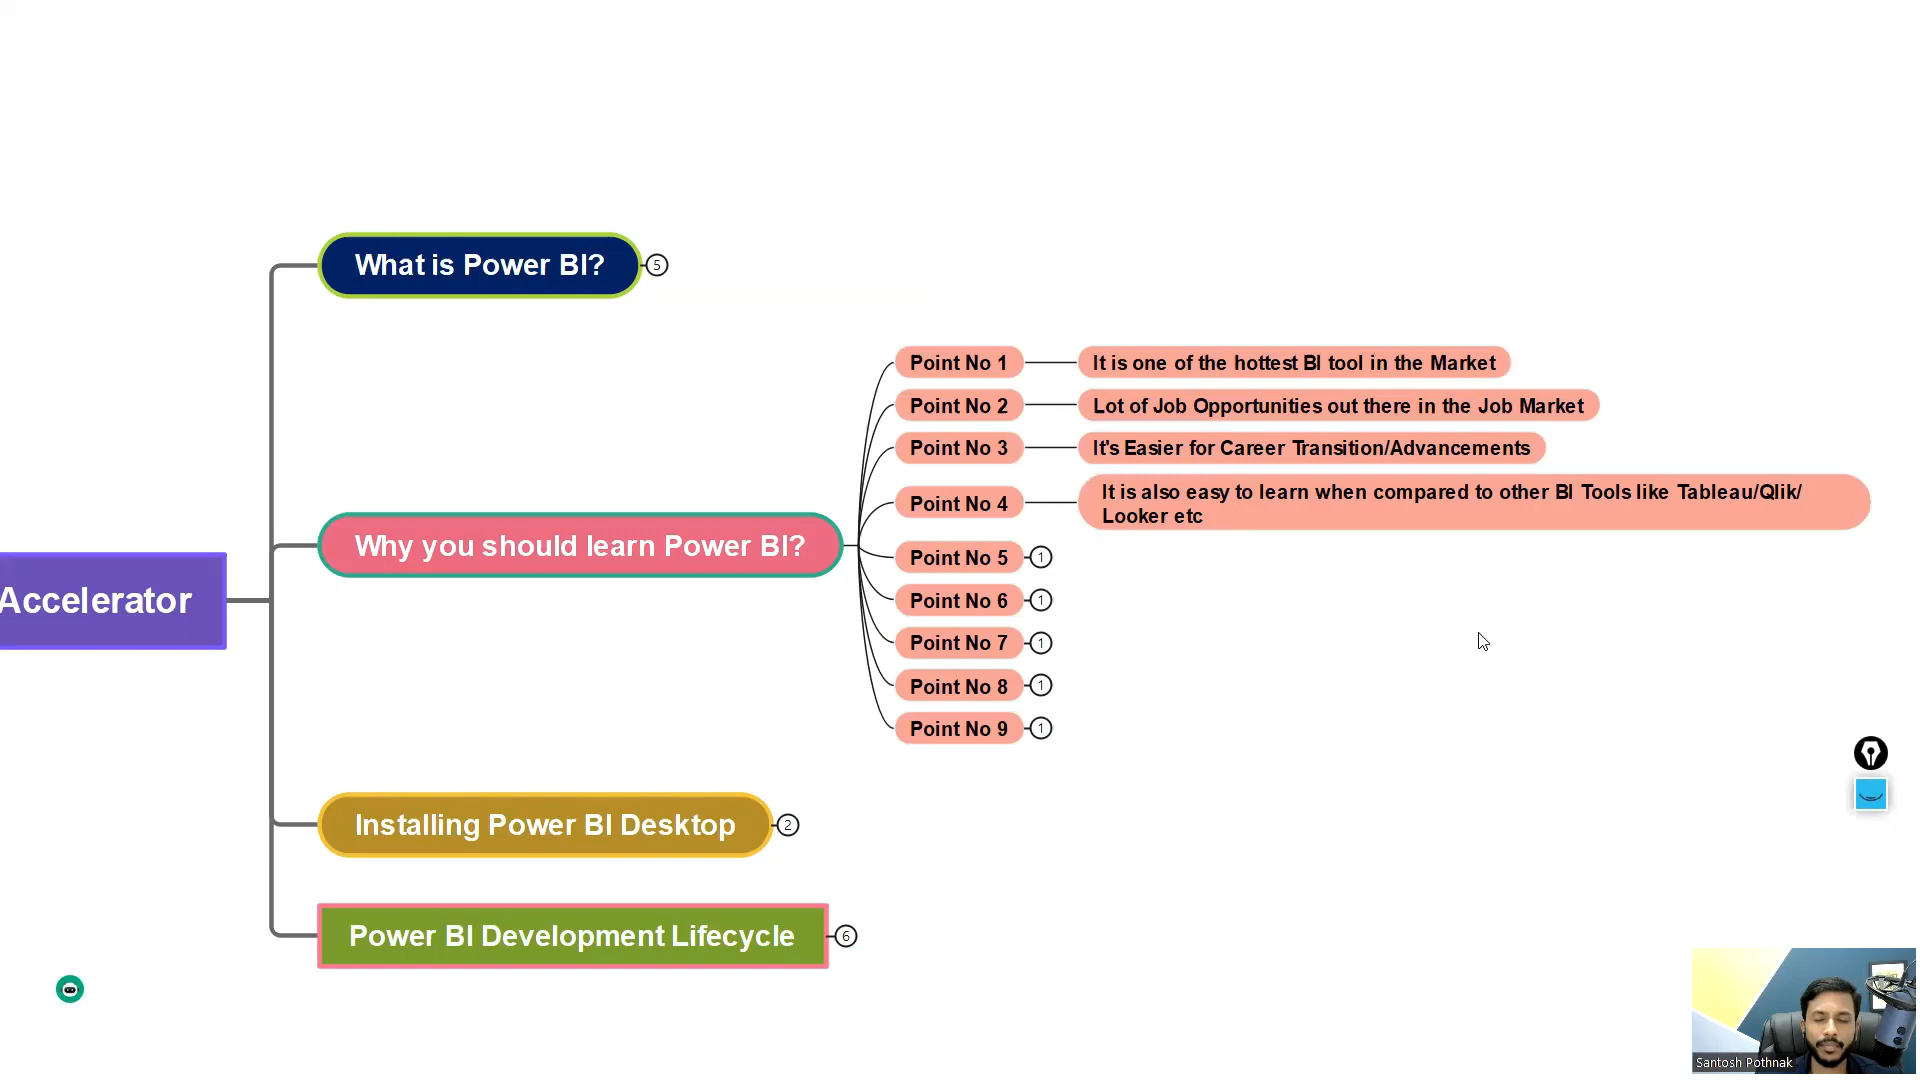 What is Power BI?
5
Point No 1
It is one of the hottest BI tool in the Market
Point No 2
Lot of Job Opportunities out there in the Job Market
Point No 3
It's Easier for Career Transition/Advancements
Point No 4
It is also easy to learn when compared to other BI Tools like Tableau/Qlik/
Looker etc
Why you should learn Power BI?
Point No 5
1
Point No 6
1
Accelerator
Point No 7
1
Point No 8
1
Point No 9
1
Installing Power BI Desktop
2
Power BI Development Lifecycle
6
Santosh Pothnak